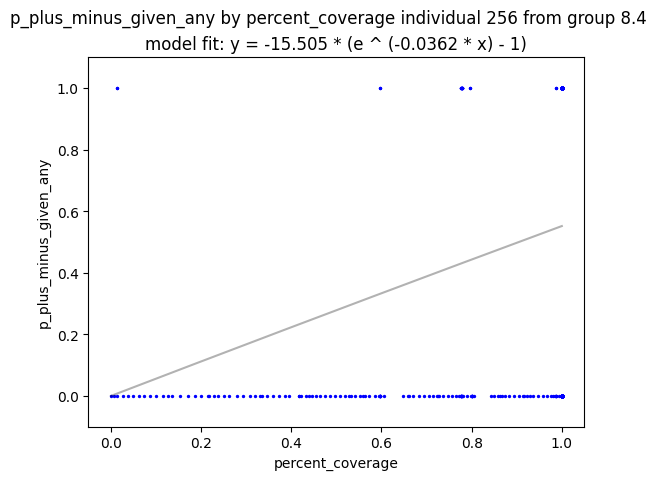 p_plus_minus_given_any by percent_coverage individual 256 from group 8.4
model fit: y = -15.505 * (e ^ (-0.0362 * x) - 1)
1.0
0.8
0.6
0.4
0.2
0.0
p_plus_minus_given_any
0.0 0.2 0.4 0.6 0.8 1.0
percent_coverage